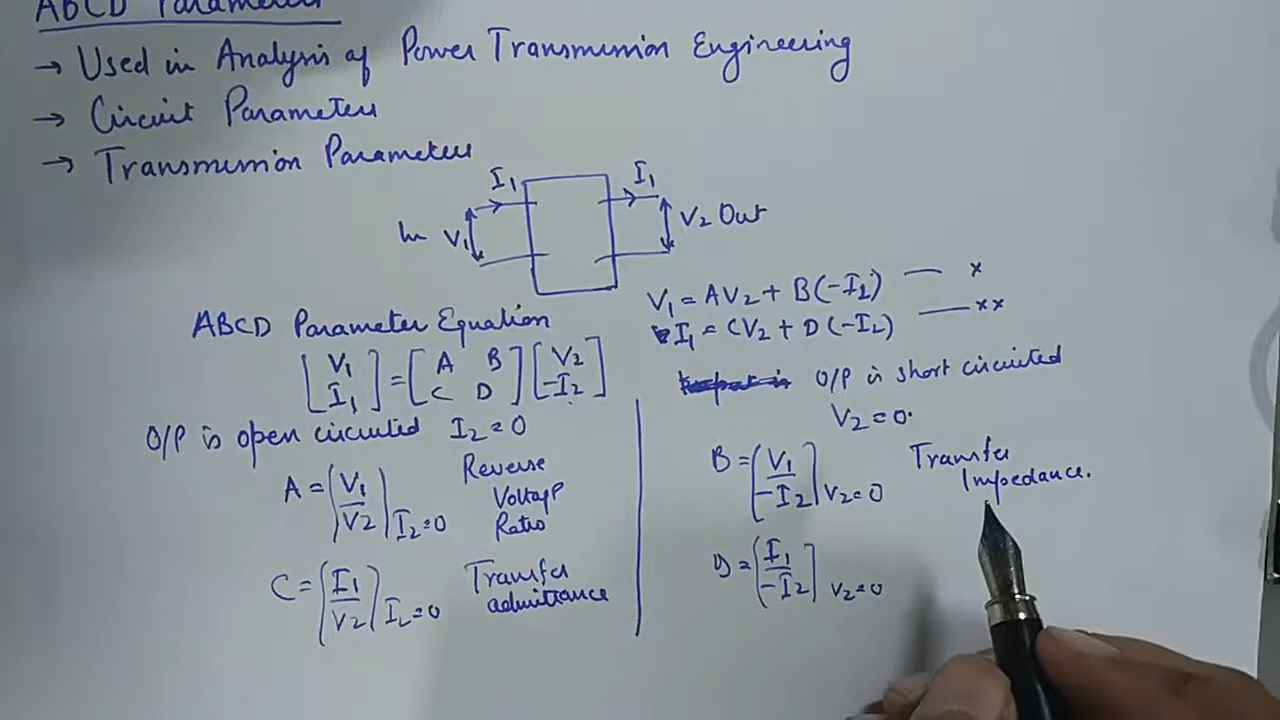 ABCD Parameter
→ Used in Analysis of Power Transmission Engineering
→ Circuit Parameters
→ Transmission Parameters
I₁ I₁
In V₁ V₂ Out
V₁ = AV₂ + B(-I₂) — x
I₁ = CV₂ + D(-I₂) — xx
ABCD Parameter Equation
[V₁ I₁] = [A B C D] [V₂ -I₂]
O/P is short circuited
V₂ = 0.
O/P is open circuited I₂ = 0
A = (V₁/V₂) I₂=0 Reverse
Voltage
Ratio
C = (I₁/V₂) I₂=0 Transfer
admittance
B = (V₁/-I₂) V₂=0 Transfer
Impedance.
D = (I₁/-I₂) V₂=0